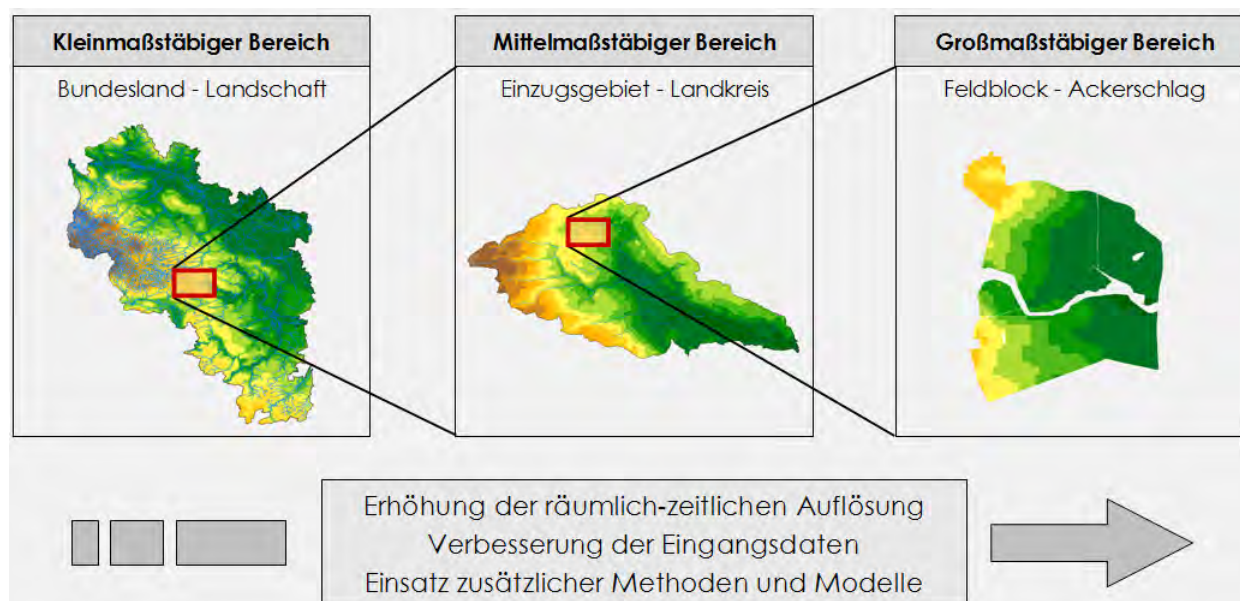 Kleinmaßstäbiger Bereich
Bundesland - Landschaft
Mittelmaßstäbiger Bereich
Einzugsgebiet - Landkreis
Großmaßstäbiger Bereich
Feldblock - Ackerschlag
Erhöhung der räumlich-zeitlichen Auflösung
Verbesserung der Eingangsdaten
Einsatz zusätzlicher Methoden und Modelle